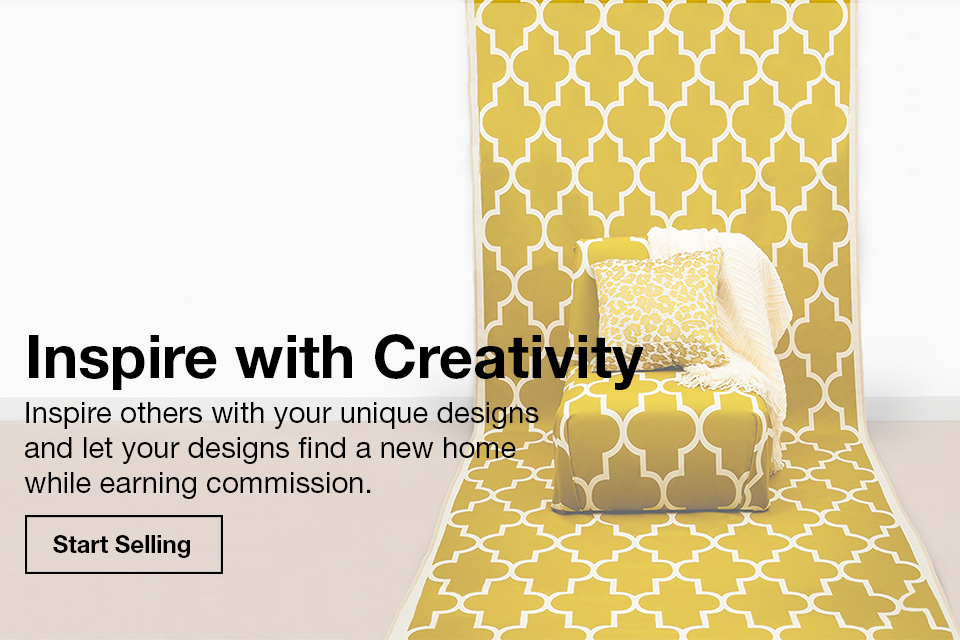 Inspire with Creativity
Inspire others with your unique designs
and let your designs find a new home
while earning commission.
Start Selling